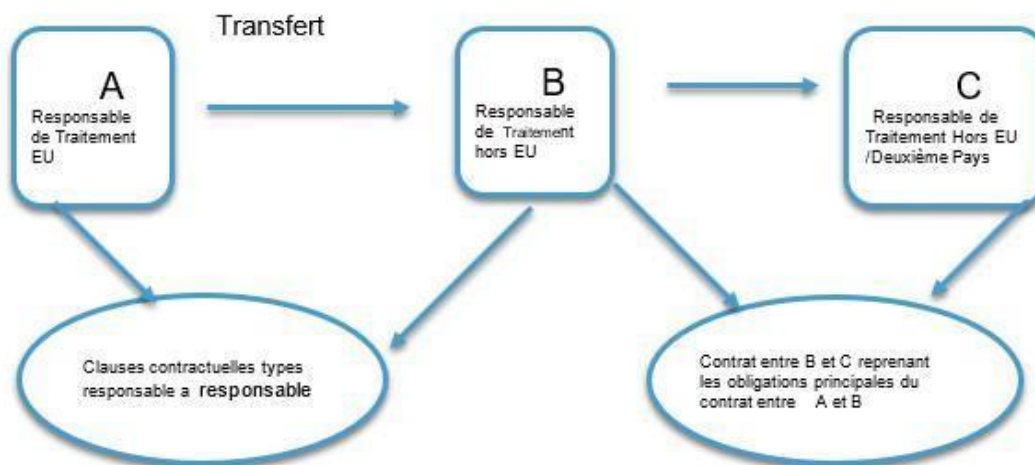 Transfert
A
Responsable
de Traitement
EU
B
Responsable
de Traitement
hors EU
C
Responsable de
Traitement Hors EU
/Deuxième Pays
Clauses contractuelles types
responsable a responsable
Contrat entre B et C reprenant
les obligations principales du
contrat entre A et B